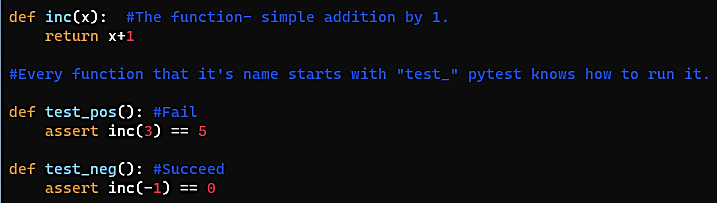 def inc(x):  #The function- simple addition by 1.
    return x+1
#Every function that it's name starts with "test_" pytest knows how to run it.
def test_pos(): #Fail
    assert inc(3) == 5
def test_neg(): #Succeed
    assert inc(-1) == 0